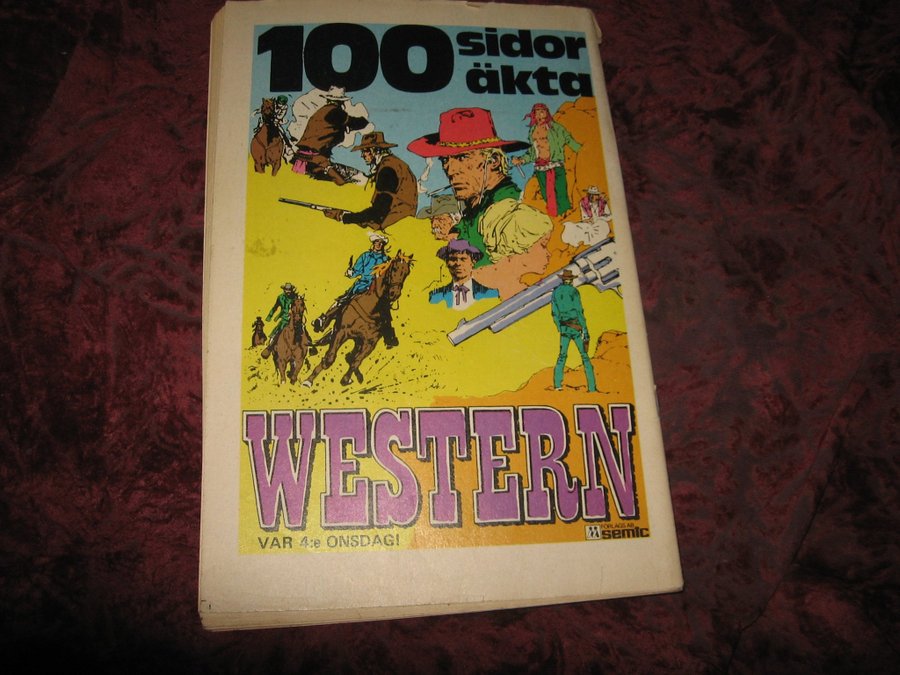 100 sidor
äkta
WESTERN
VAR 4:e ONSDAG!
FÖRLAGS AB
semic